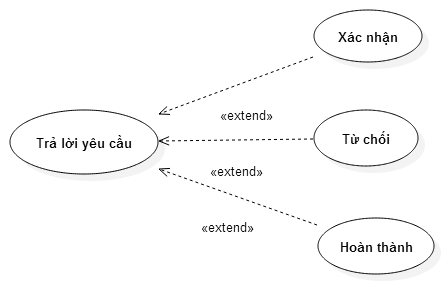 Xác nhận
«extend»
Từ chối
Trả lời yêu cầu
«extend»
«extend»
Hoàn thành